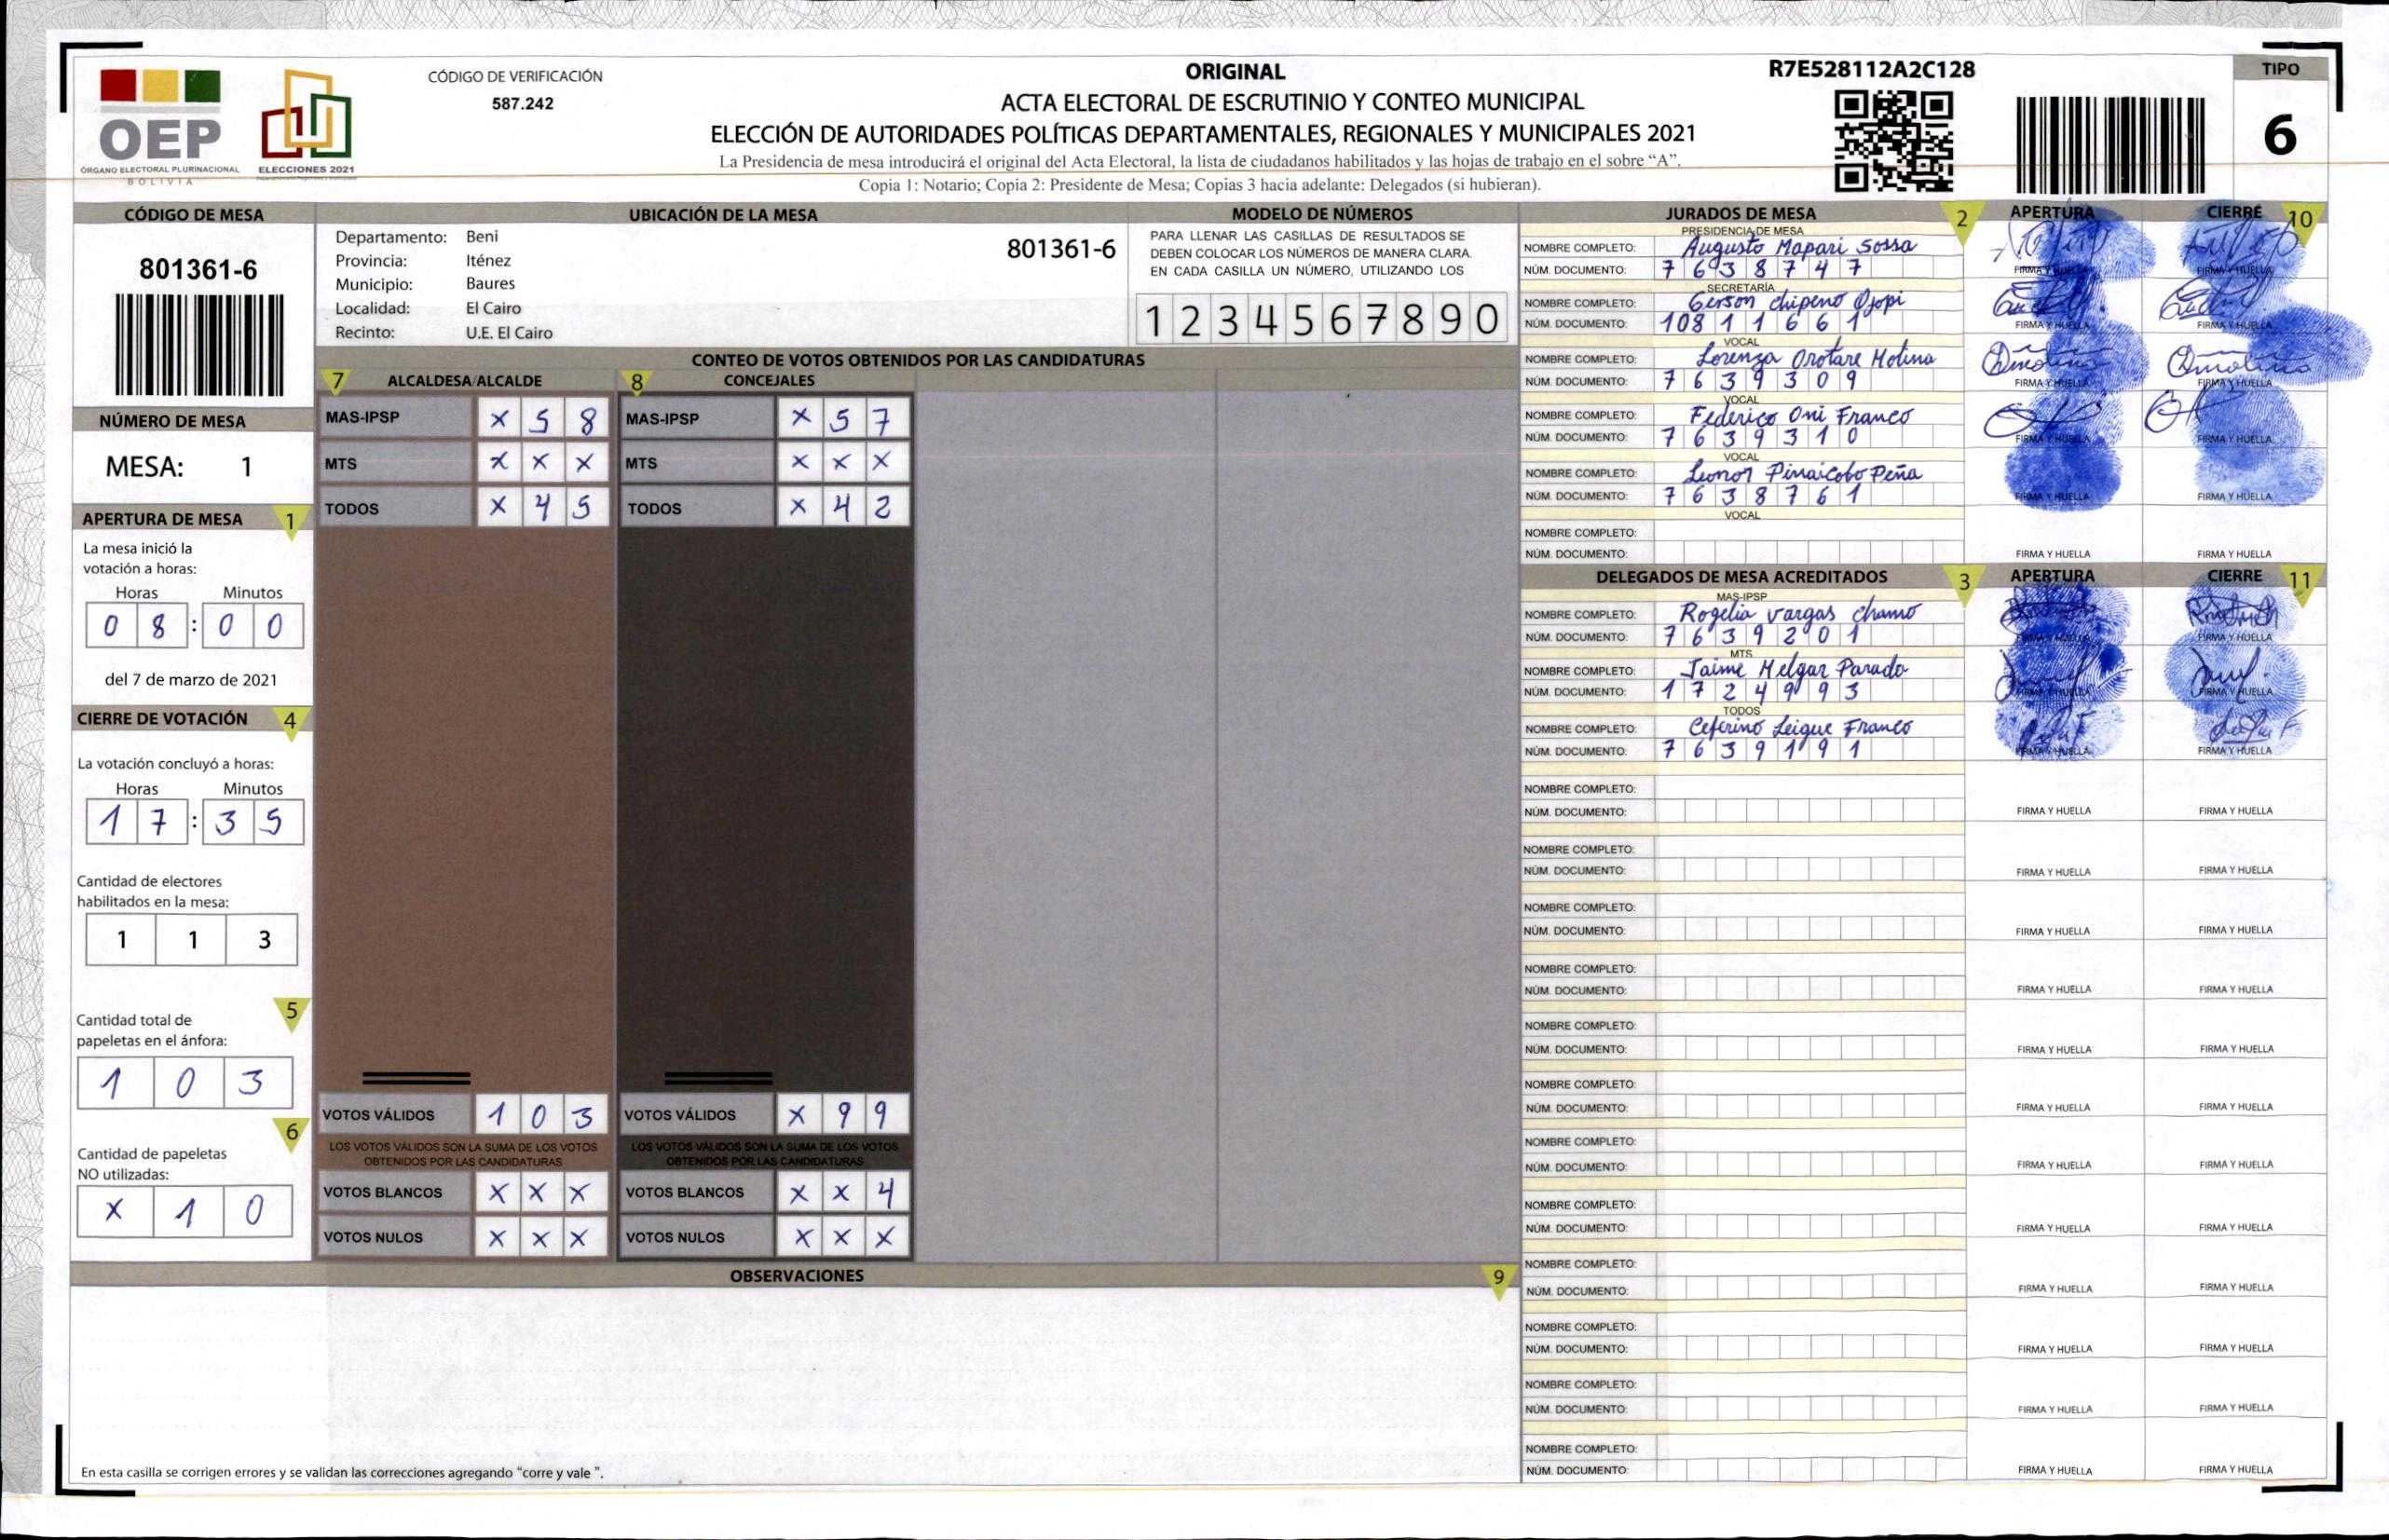 OEP
ÓRGANO ELECTORAL PLURINACIONAL
BOLIVIA
ELECCIONES 2021
CÓDIGO DE VERIFICACIÓN
587.242
ORIGINAL
ACTA ELECTORAL DE ESCRUTINIO Y CONTEO MUNICIPAL
ELECCIÓN DE AUTORIDADES POLÍTICAS DEPARTAMENTALES, REGIONALES Y MUNICIPALES 2021
La Presidencia de mesa introducirá el original del Acta Electoral, la lista de ciudadanos habilitados y las hojas de trabajo en el sobre “A”.
Copia 1: Notario; Copia 2: Presidente de Mesa; Copias 3 hacia adelante: Delegados (si hubieran).
R7E528112A2C128
TIPO
6
CÓDIGO DE MESA
801361-6
NÚMERO DE MESA
MESA: 1
APERTURA DE MESA 1
La mesa inició la
votación a horas:
Horas Minutos
0 8 : 0 0
del 7 de marzo de 2021
CIERRE DE VOTACIÓN 4
La votación concluyó a horas:
Horas Minutos
1 7 : 3 5
Cantidad de electores
habilitados en la mesa:
1 1 3
5
Cantidad total de
papeletas en el ánfora:
1 0 3
6
Cantidad de papeletas
NO utilizadas:
X 1 0
UBICACIÓN DE LA MESA
Departamento: Beni
801361-6
Provincia: Iténez
Municipio: Baures
Localidad: El Cairo
Recinto: U.E. El Cairo
MODELO DE NÚMEROS
PARA LLENAR LAS CASILLAS DE RESULTADOS SE
DEBEN COLOCAR LOS NÚMEROS DE MANERA CLARA.
EN CADA CASILLA UN NÚMERO, UTILIZANDO LOS
1 2 3 4 5 6 7 8 9 0
CONTEO DE VOTOS OBTENIDOS POR LAS CANDIDATURAS
7 ALCALDESA/ALCALDE
MAS-IPSP X 5 8
MTS X X X
TODOS X 4 5
VOTOS VÁLIDOS 1 0 3
LOS VOTOS VÁLIDOS SON LA SUMA DE LOS VOTOS
OBTENIDOS POR LAS CANDIDATURAS
VOTOS BLANCOS X X X
VOTOS NULOS X X X
8 CONCEJALES
MAS-IPSP X 5 7
MTS X X X
TODOS X 4 2
VOTOS VÁLIDOS X 9 9
LOS VOTOS VÁLIDOS SON LA SUMA DE LOS VOTOS
OBTENIDOS POR LAS CANDIDATURAS
VOTOS BLANCOS X X 4
VOTOS NULOS X X X
OBSERVACIONES 9
En esta casilla se corrigen errores y se validan las correcciones agregando “corre y vale ”.
JURADOS DE MESA 2 APERTURA CIERRE 10
PRESIDENCIA DE MESA
NOMBRE COMPLETO: Augusto Mapari Sossa
NÚM. DOCUMENTO: 7 6 3 8 7 4 7 FIRMA Y HUELLA FIRMA Y HUELLA
SECRETARÍA
NOMBRE COMPLETO: Gerson Chipeno Ojopi
NÚM. DOCUMENTO: 10 8 1 1 6 6 1 FIRMA Y HUELLA FIRMA Y HUELLA
VOCAL
NOMBRE COMPLETO: Lorenza Orotare Molina
NÚM. DOCUMENTO: 7 6 3 9 3 0 9 FIRMA Y HUELLA FIRMA Y HUELLA
VOCAL
NOMBRE COMPLETO: Federico Oni Franco
NÚM. DOCUMENTO: 7 6 3 9 3 1 0 FIRMA Y HUELLA FIRMA Y HUELLA
VOCAL
NOMBRE COMPLETO: Leonor Pinaicobo Peña
NÚM. DOCUMENTO: 7 6 3 8 7 6 1 FIRMA Y HUELLA FIRMA Y HUELLA
VOCAL
NOMBRE COMPLETO:
NÚM. DOCUMENTO: FIRMA Y HUELLA FIRMA Y HUELLA
DELEGADOS DE MESA ACREDITADOS 3 APERTURA CIERRE 11
MAS-IPSP
NOMBRE COMPLETO: Rogelia Vargas Chamo
NÚM. DOCUMENTO: 7 6 3 9 2 0 1 FIRMA Y HUELLA FIRMA Y HUELLA
MTS
NOMBRE COMPLETO: Jaime Melgar Parada
NÚM. DOCUMENTO: 1 7 2 4 9 9 3 FIRMA Y HUELLA FIRMA Y HUELLA
TODOS
NOMBRE COMPLETO: Ceferino Leigue Franco
NÚM. DOCUMENTO: 7 6 3 9 1 9 1 FIRMA Y HUELLA FIRMA Y HUELLA
NOMBRE COMPLETO:
NÚM. DOCUMENTO: FIRMA Y HUELLA FIRMA Y HUELLA
NOMBRE COMPLETO:
NÚM. DOCUMENTO: FIRMA Y HUELLA FIRMA Y HUELLA
NOMBRE COMPLETO:
NÚM. DOCUMENTO: FIRMA Y HUELLA FIRMA Y HUELLA
NOMBRE COMPLETO:
NÚM. DOCUMENTO: FIRMA Y HUELLA FIRMA Y HUELLA
NOMBRE COMPLETO:
NÚM. DOCUMENTO: FIRMA Y HUELLA FIRMA Y HUELLA
NOMBRE COMPLETO:
NÚM. DOCUMENTO: FIRMA Y HUELLA FIRMA Y HUELLA
NOMBRE COMPLETO:
NÚM. DOCUMENTO: FIRMA Y HUELLA FIRMA Y HUELLA
NOMBRE COMPLETO:
NÚM. DOCUMENTO: FIRMA Y HUELLA FIRMA Y HUELLA
NOMBRE COMPLETO:
NÚM. DOCUMENTO: FIRMA Y HUELLA FIRMA Y HUELLA
NOMBRE COMPLETO:
NÚM. DOCUMENTO: FIRMA Y HUELLA FIRMA Y HUELLA
NOMBRE COMPLETO:
NÚM. DOCUMENTO: FIRMA Y HUELLA FIRMA Y HUELLA
NOMBRE COMPLETO:
NÚM. DOCUMENTO: FIRMA Y HUELLA FIRMA Y HUELLA